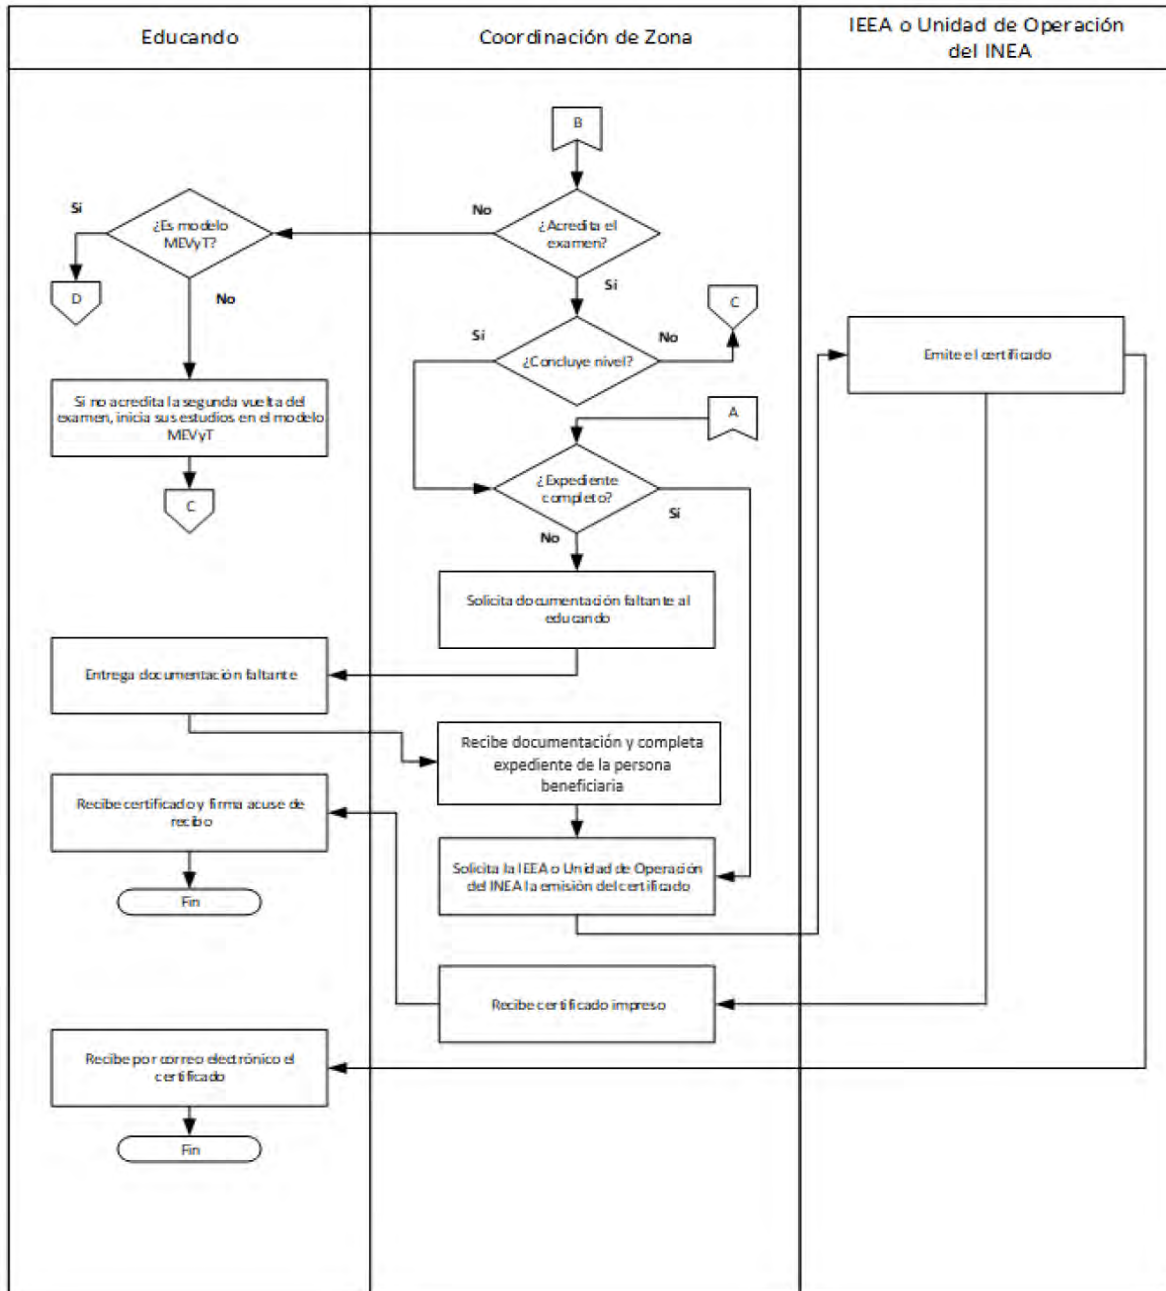 Educando
Coordinación de Zona
IEEA o Unidad de Operación
del INEA
B
Sí
¿Es modelo
MEVyT?
No
¿Acredita el
examen?
D
No
Sí
C
Sí
¿Concluye nivel?
No
Emite el certificado
Si no acredita la segunda vuelta del
examen, inicia sus estudios en el modelo
MEVyT
A
C
¿Expediente
completo?
Sí
No
Solicita documentación faltante al
educando
Entrega documentación faltante
Recibe documentación y completa
expediente de la persona
beneficiaria
Recibe certificado y firma acuse de
recibo
Solicita la IEEA o Unidad de Operación
del INEA la emisión del certificado
Fin
Recibe certificado impreso
Recibe por correo electrónico el
certificado
Fin